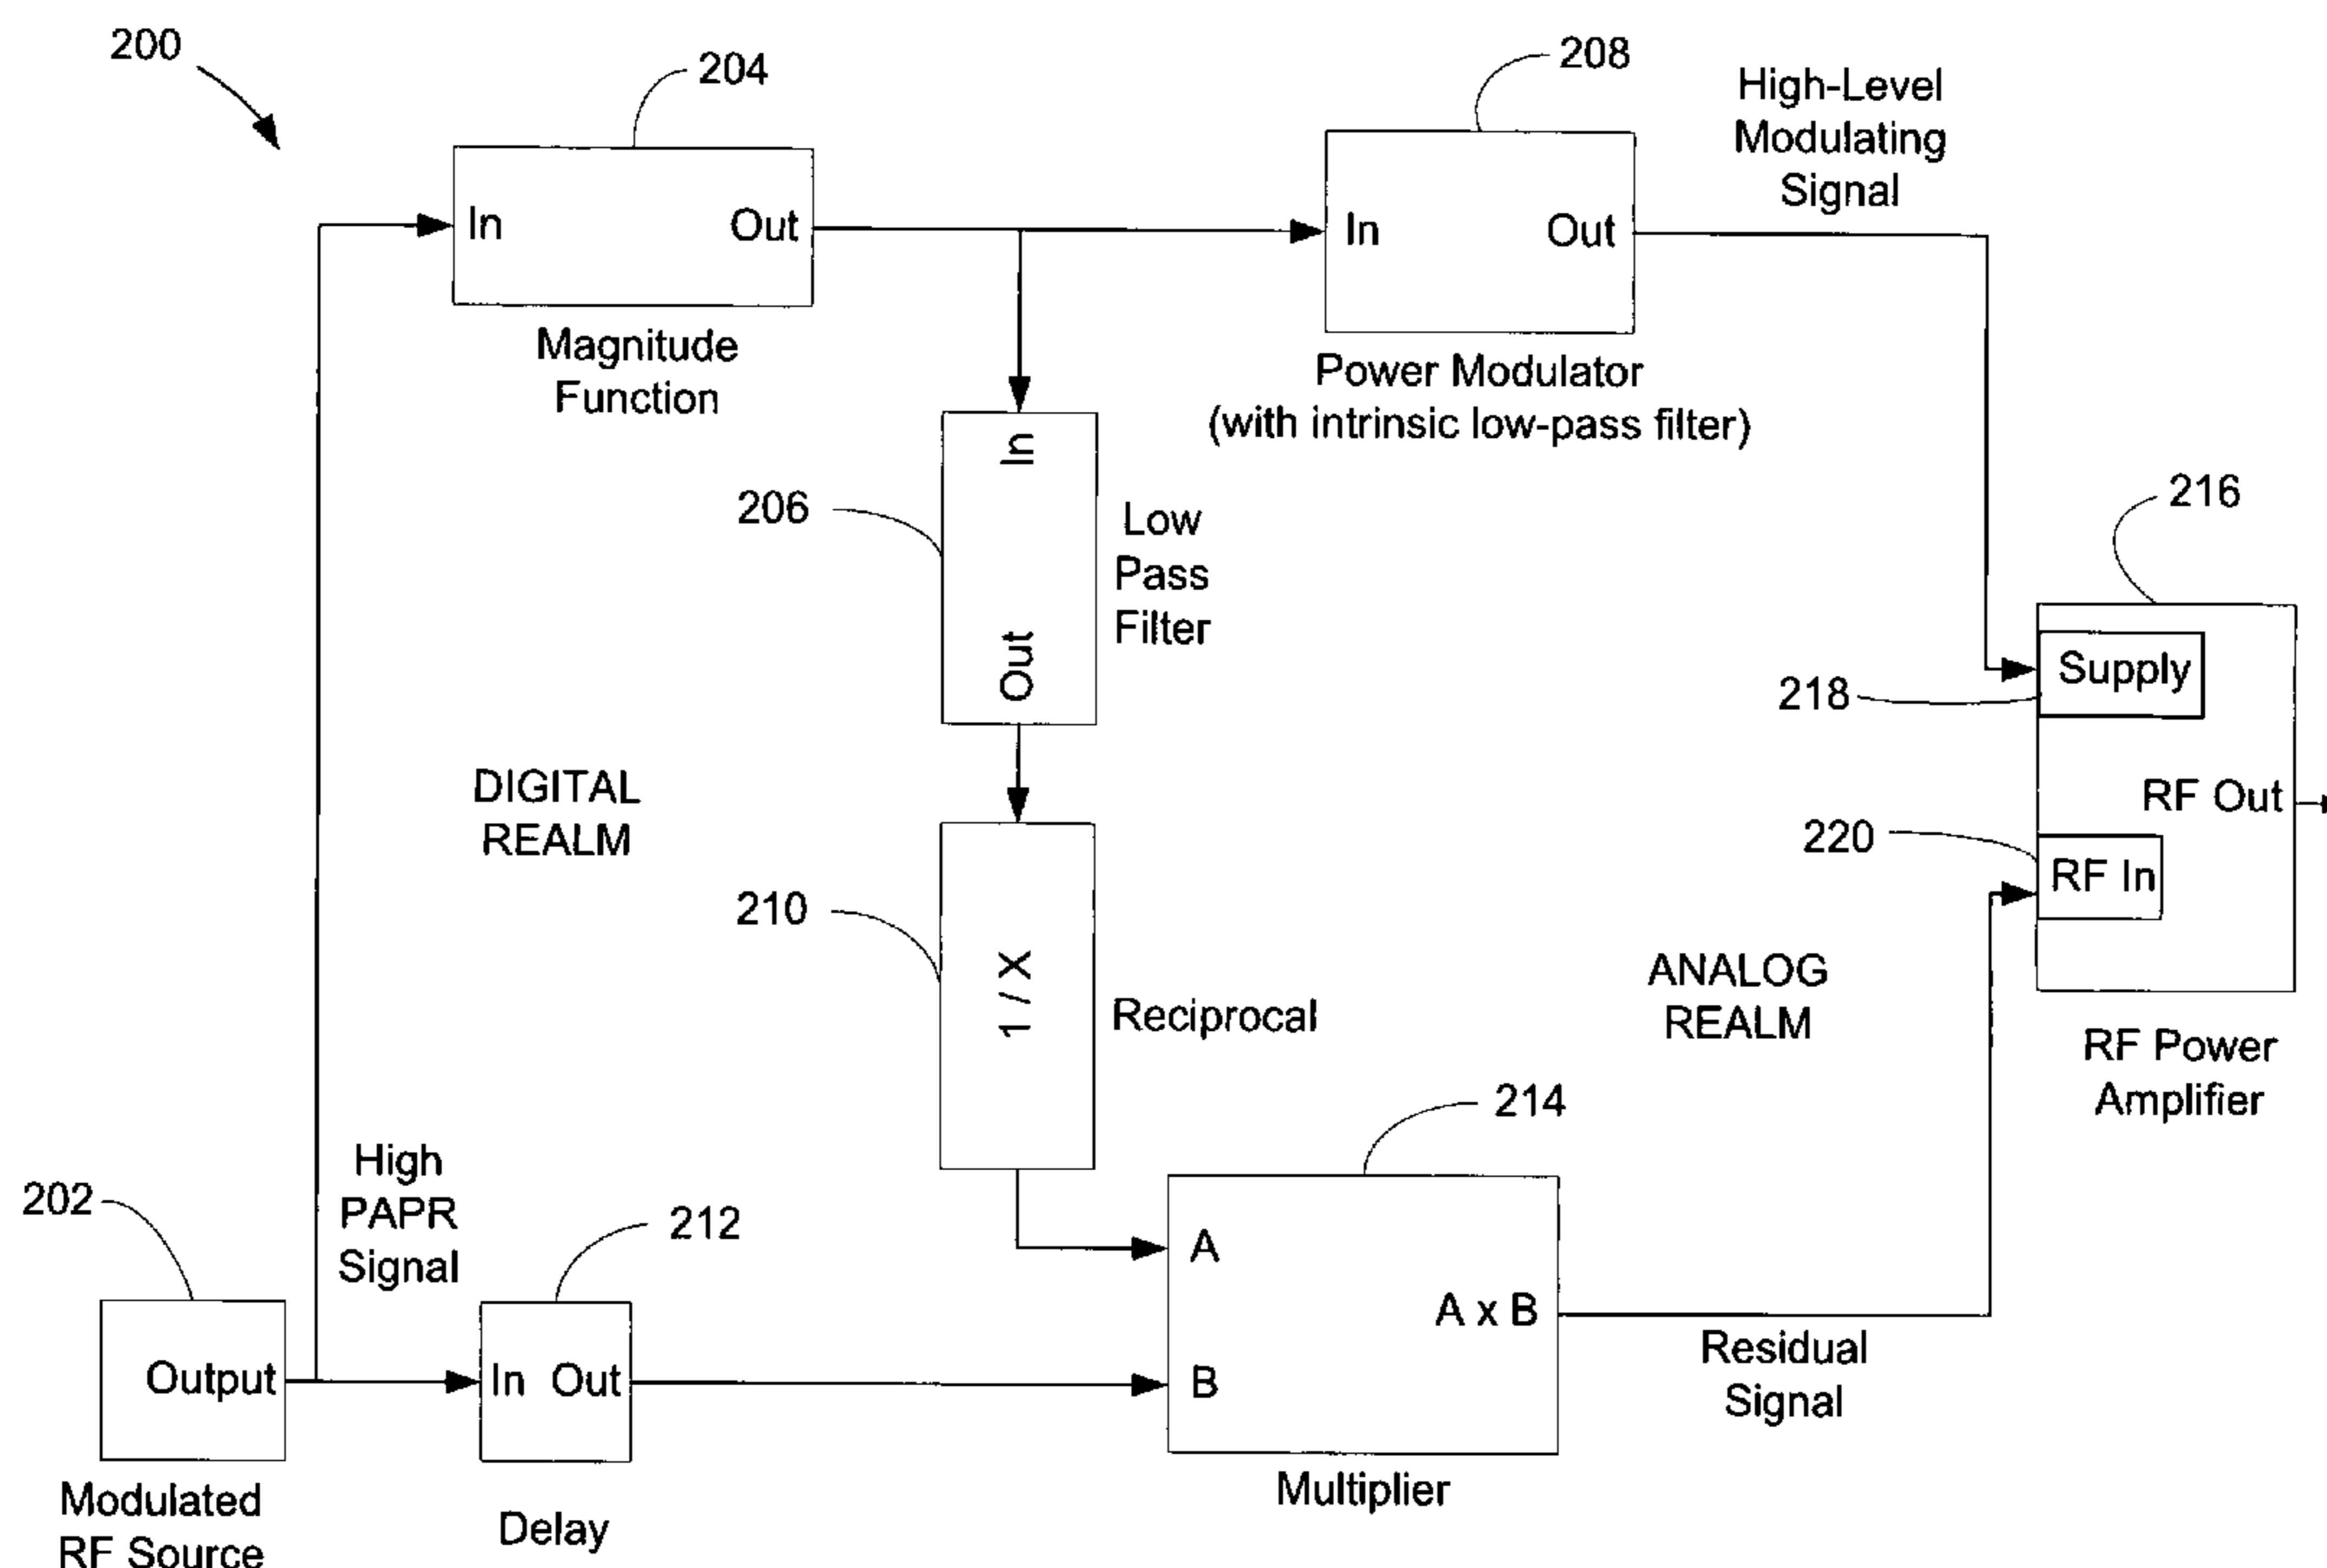 200
204
208
High-Level
Modulating
Signal
In
Out
In
Out
Magnitude
Function
Power Modulator
(with intrinsic low-pass filter)
In
206
Low
Pass
Filter
Out
216
Supply
218
DIGITAL
REALM
RF Out
220
RF In
210
1 / X
Reciprocal
ANALOG
REALM
RF Power
Amplifier
214
High
PAPR
Signal
202
212
A
A x B
B
Residual
Signal
Output
In Out
Multiplier
Modulated
RF Source
Delay